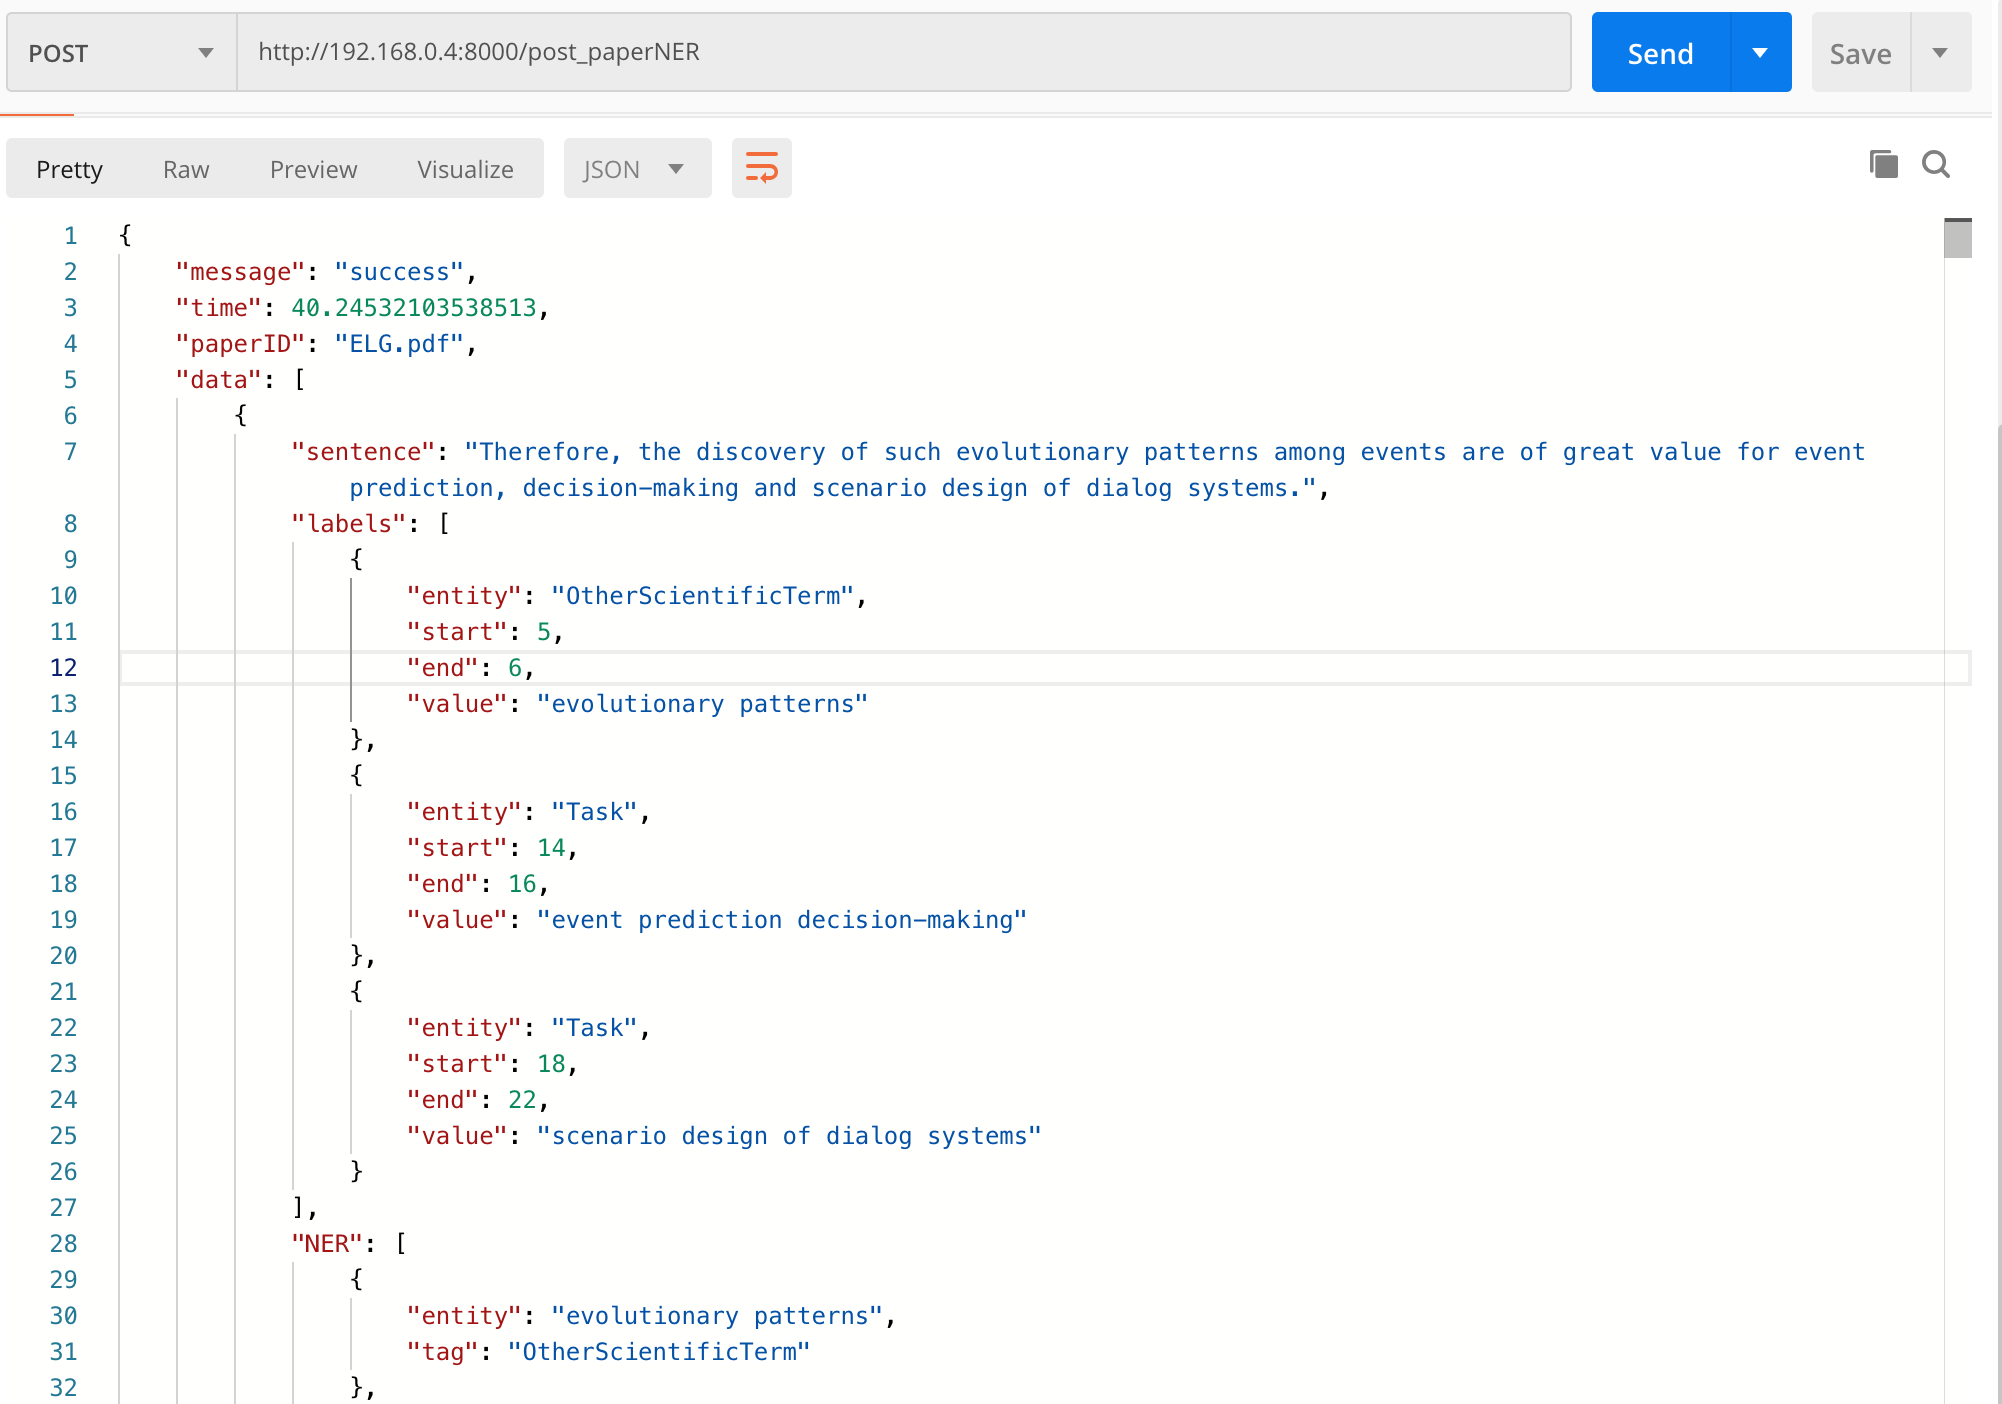 POST http://192.168.0.4:8000/post_paperNER Send Save
Pretty Raw Preview Visualize JSON
1 {
2 "message": "success",
3 "time": 40.24532103538513,
4 "paperID": "ELG.pdf",
5 "data": [
6 {
7 "sentence": "Therefore, the discovery of such evolutionary patterns among events are of great value for event
prediction, decision-making and scenario design of dialog systems.",
8 "labels": [
9 {
10 "entity": "OtherScientificTerm",
11 "start": 5,
12 "end": 6,
13 "value": "evolutionary patterns"
14 },
15 {
16 "entity": "Task",
17 "start": 14,
18 "end": 16,
19 "value": "event prediction decision-making"
20 },
21 {
22 "entity": "Task",
23 "start": 18,
24 "end": 22,
25 "value": "scenario design of dialog systems"
26 }
27 ],
28 "NER": [
29 {
30 "entity": "evolutionary patterns",
31 "tag": "OtherScientificTerm"
32 },